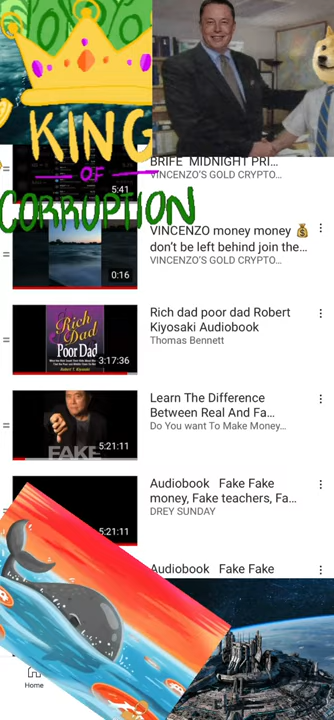 KING
OF
CORRUPTION
BRIFE MIDNIGHT PRI...
VINCENZO'S GOLD CRYPTO...
5:41
VINCENZO money money 💰
don't be left behind join the...
VINCENZO'S GOLD CRYPTO...
0:16
Rich
Dad
Poor Dad
3:17:36
Rich dad poor dad Robert
Kiyosaki Audiobook
Thomas Bennett
FAKE
5:21:11
Learn The Difference
Between Real And Fa...
Do You want To Make Money...
5:21:11
Audiobook Fake Fake
money, Fake teachers, Fa...
DREY SUNDAY
Audiobook Fake Fake
Home